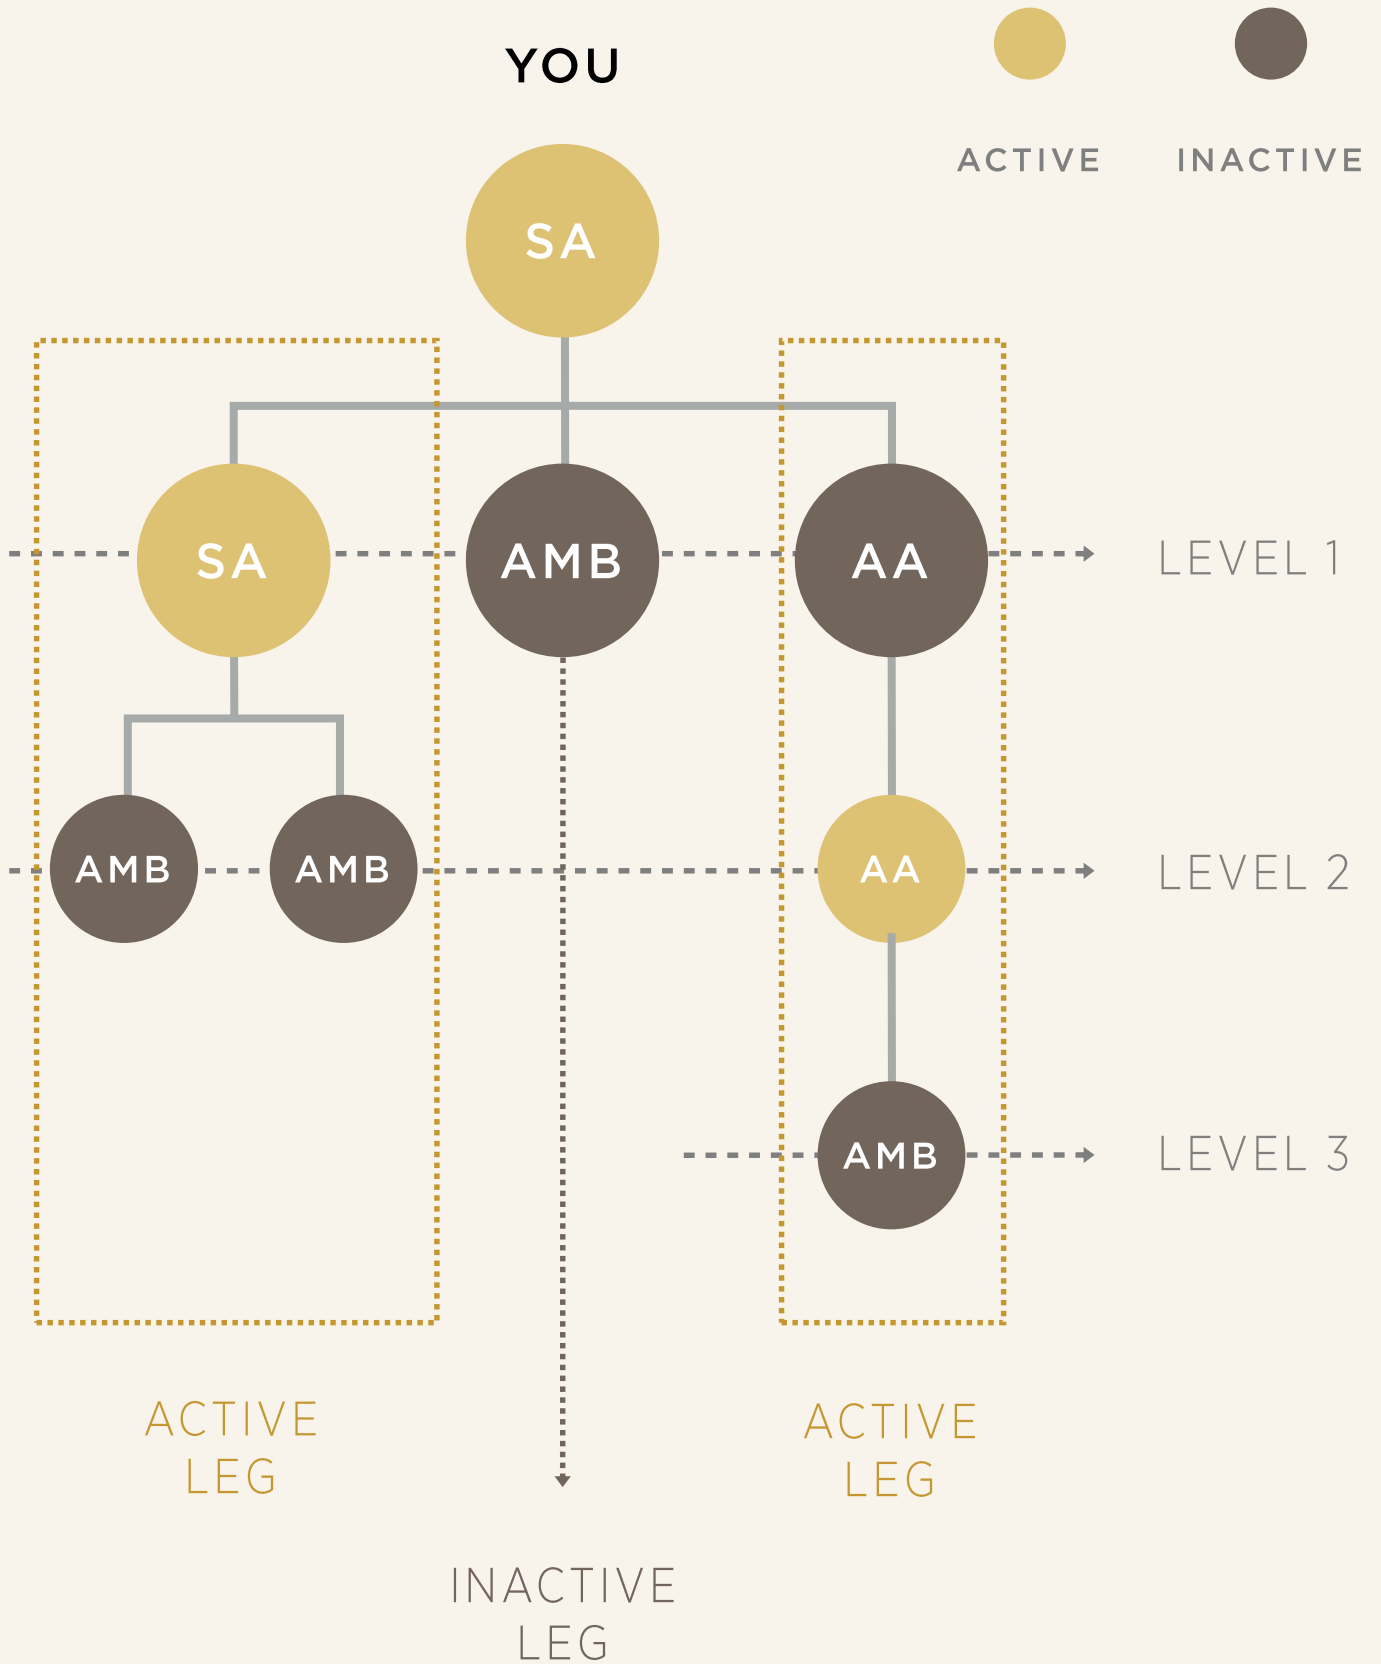 YOU
ACTIVE
INACTIVE
SA
SA
AMB
AA
LEVEL 1
AMB
AMB
AA
LEVEL 2
AMB
LEVEL 3
ACTIVE
LEG
ACTIVE
LEG
INACTIVE
LEG